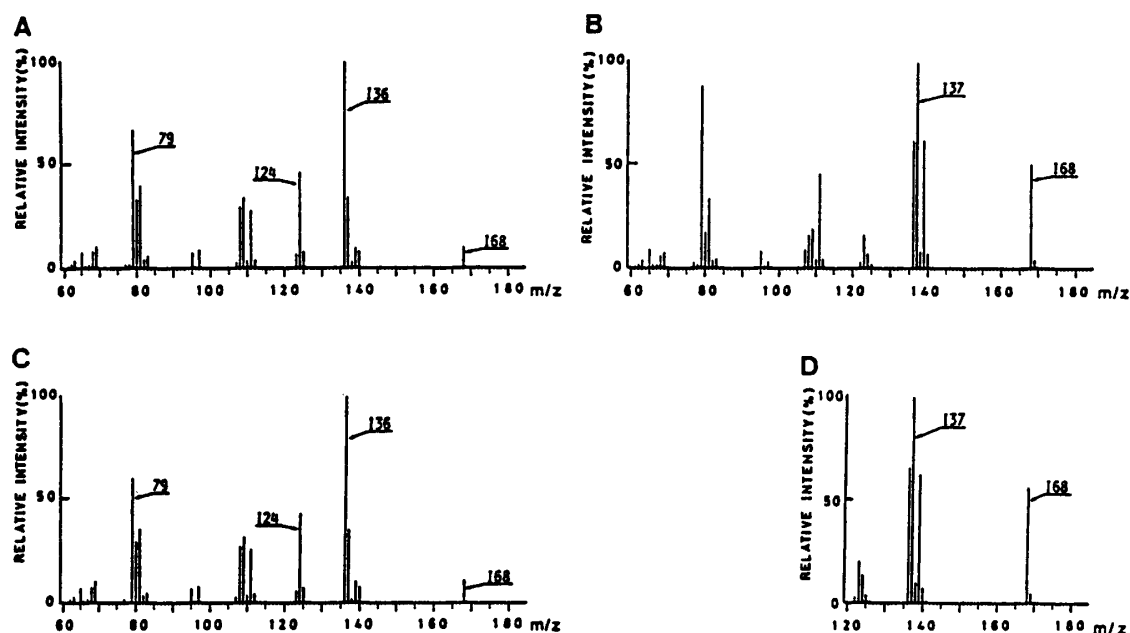 A
RELATIVE INTENSITY(%)
100
50
0
79
124
136
168
60 80 100 120 140 160 180 m/z
B
RELATIVE INTENSITY(%)
100
50
0
137
168
60 80 100 120 140 160 180 m/z
C
RELATIVE INTENSITY(%)
100
50
0
79
124
136
168
60 80 100 120 140 160 180 m/z
D
RELATIVE INTENSITY(%)
100
50
0
137
168
120 140 160 180 m/z